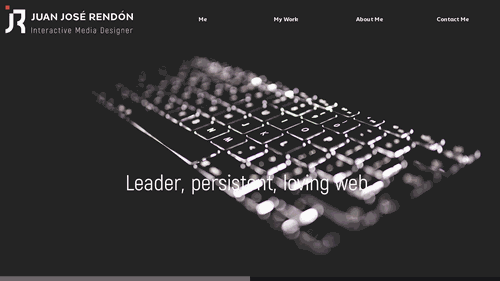 JR
JUAN JOSÉ RENDÓN
Interactive Media Designer
Me
My Work
About Me
Contact Me
Leader, persistent, loving web